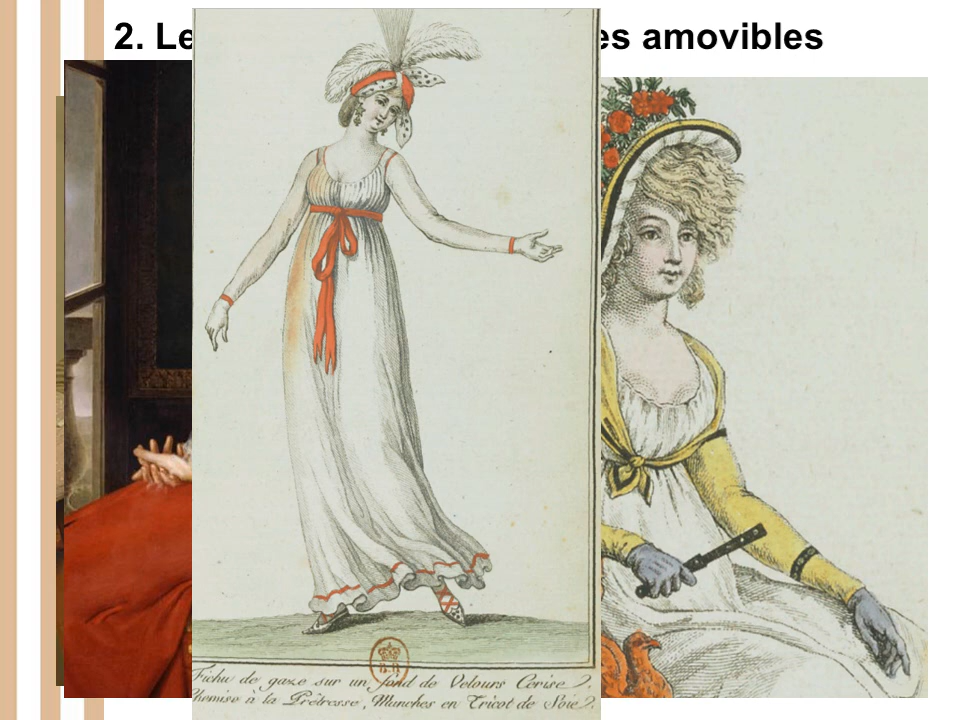 2. Le es amovibles
Fichu de gaze sur un fond de Velours Cerise,
hemise à la Prêtresse, Manches en Tricot de Soie.